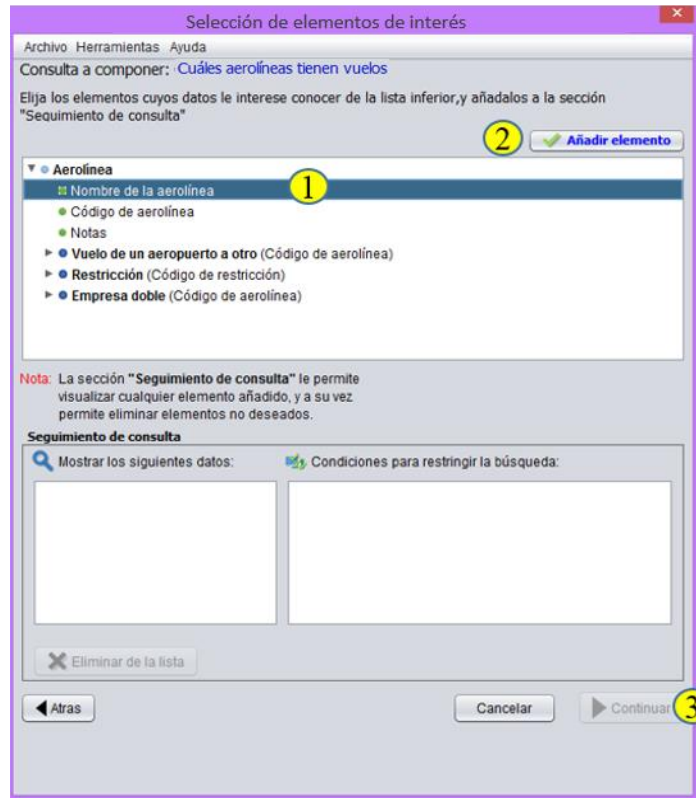 Selección de elementos de interés
Archivo Herramientas Ayuda
Consulta a componer: Cuáles aerolíneas tienen vuelos
Elija los elementos cuyos datos le interese conocer de la lista inferior,y añadalos a la sección
"Sequimiento de consulta"
2 Añadir elemento
Aerolínea
Nombre de la aerolínea 1
Código de aerolínea
Notas
Vuelo de un aeropuerto a otro (Código de aerolínea)
Restricción (Código de restricción)
Empresa doble (Código de aerolínea)
Nota: La sección "Seguimiento de consulta" le permite
visualizar cualquier elemento añadido, y a su vez
permite eliminar elementos no deseados.
Seguimiento de consulta
Mostrar los siguientes datos: Condiciones para restringir la búsqueda:
Eliminar de la lista
Atras Cancelar Continuar 3